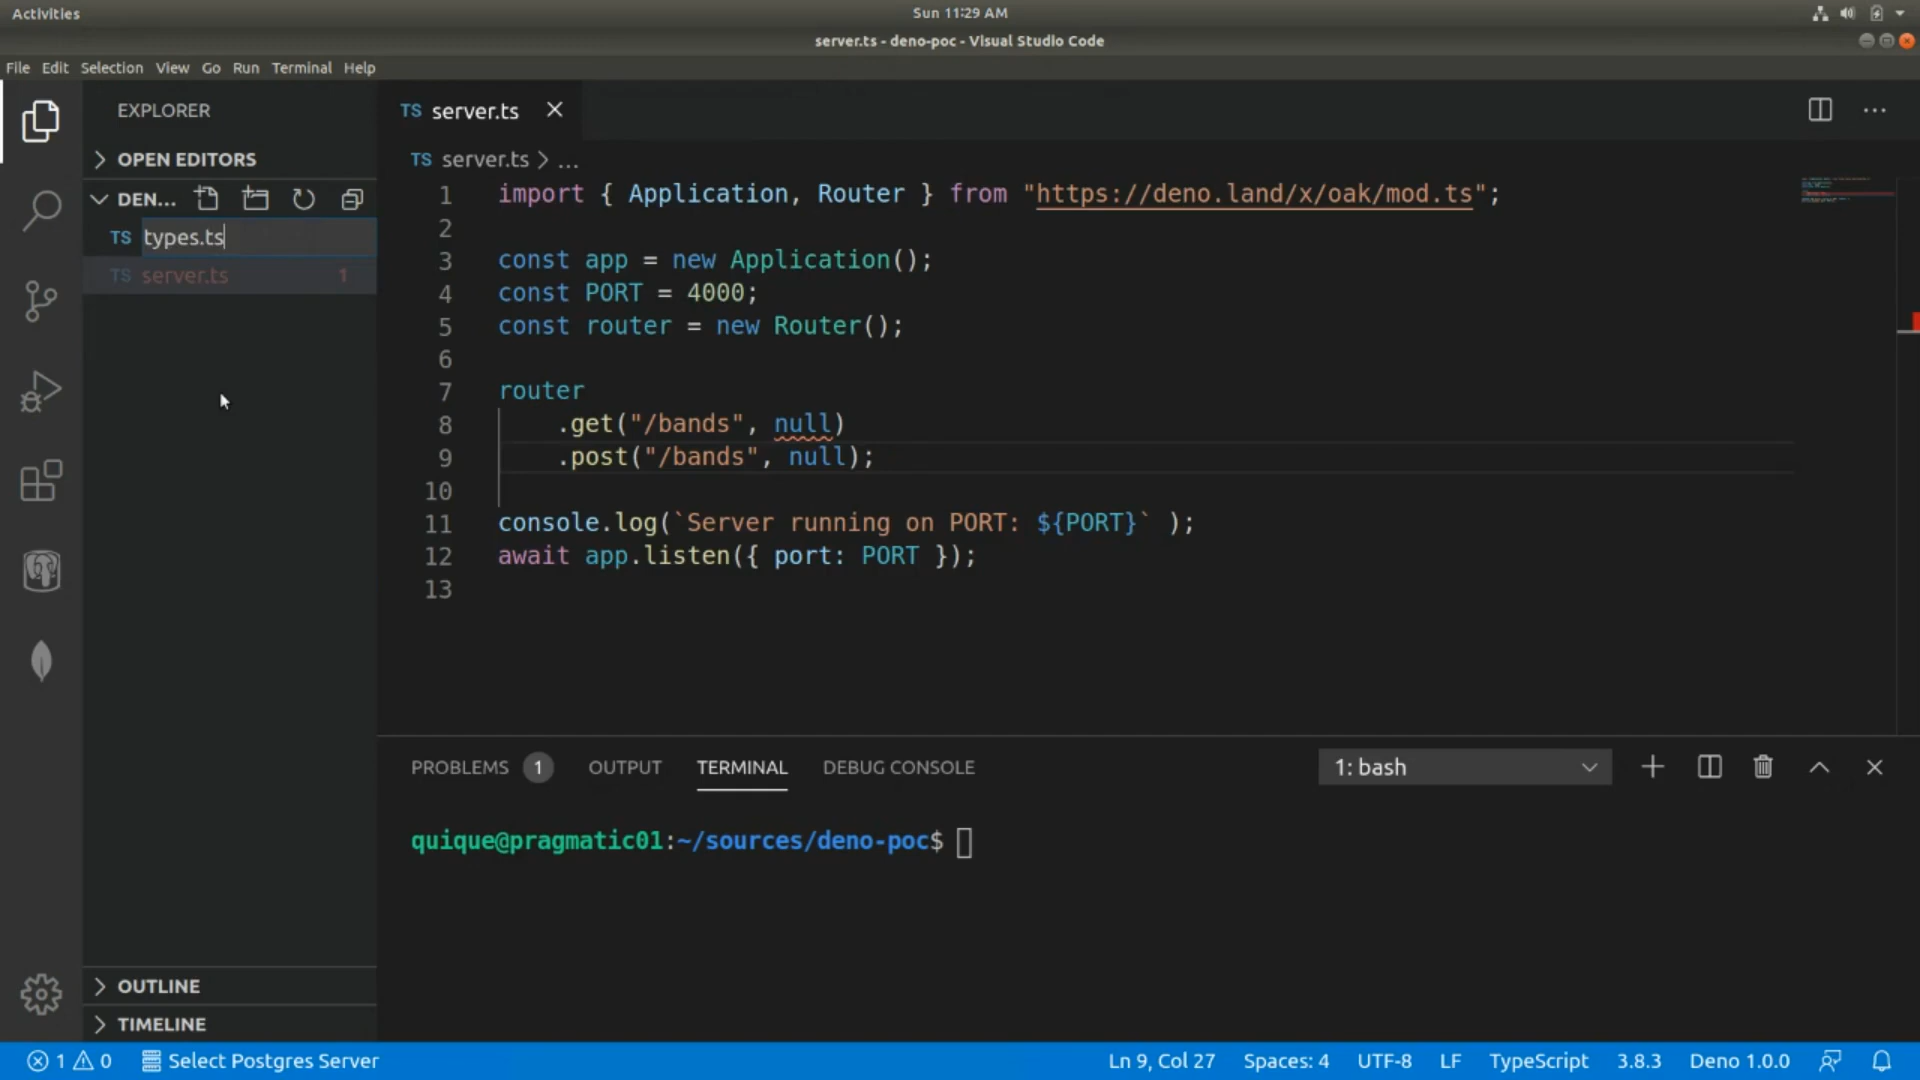 Activities
Sun 11:29 AM
server.ts - deno-poc - Visual Studio Code
File Edit Selection View Go Run Terminal Help
EXPLORER
OPEN EDITORS
DEN...
TS types.ts
TS server.ts 1
TS server.ts
TS server.ts > ...
1 import { Application, Router } from "https://deno.land/x/oak/mod.ts";
2
3 const app = new Application();
4 const PORT = 4000;
5 const router = new Router();
6
7 router
8 .get("/bands", null)
9 .post("/bands", null);
10
11 console.log(`Server running on PORT: ${PORT}` );
12 await app.listen({ port: PORT });
13
PROBLEMS 1 OUTPUT TERMINAL DEBUG CONSOLE 1: bash
quique@pragmatic01:~/sources/deno-poc$
OUTLINE
TIMELINE
1 0 Select Postgres Server Ln 9, Col 27 Spaces: 4 UTF-8 LF TypeScript 3.8.3 Deno 1.0.0